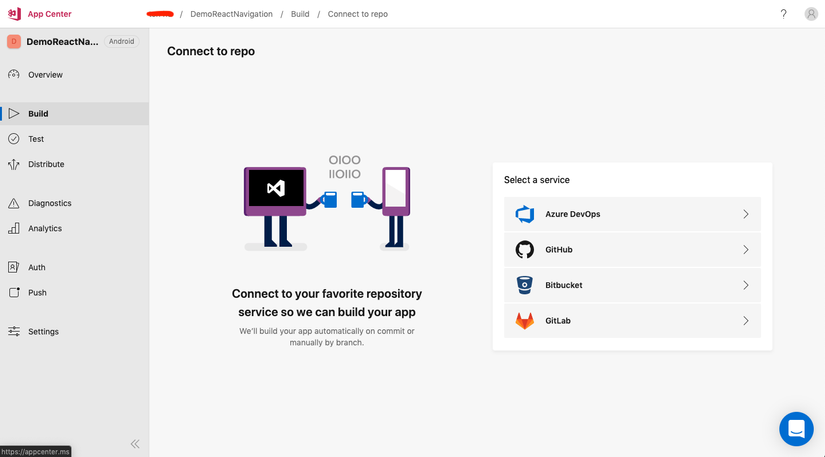 App Center
/ DemoReactNavigation / Build / Connect to repo
?
D DemoReactNa... Android
Overview
Build
Test
Distribute
Diagnostics
Analytics
Auth
Push
Settings
https://appcenter.ms
Connect to repo
OIOO
IIOIIO
Connect to your favorite repository
service so we can build your app
We'll build your app automatically on commit or
manually by branch.
Select a service
Azure DevOps
GitHub
Bitbucket
GitLab